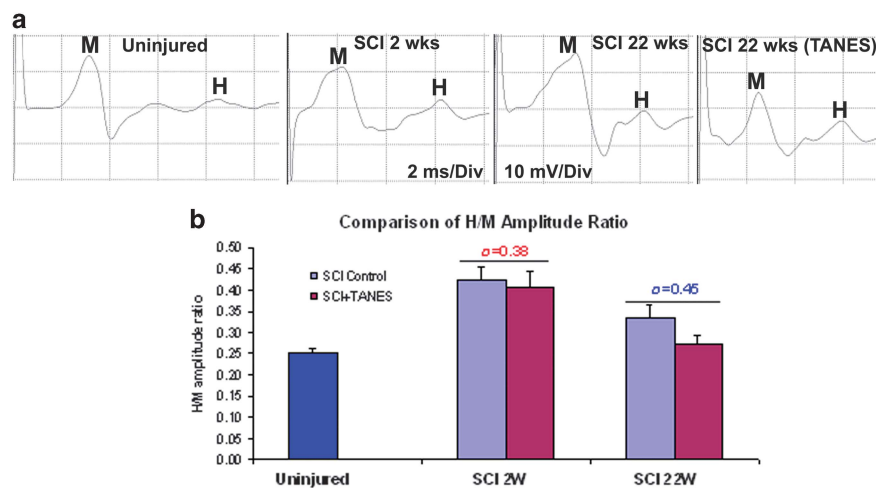 a
Uninjured
SCI 2 wks
SCI 22 wks
SCI 22 wks (TANES)
M
H
M
H
M
H
M
H
2 ms/Div
10 mV/Div
b
Comparison of H/M Amplitude Ratio
H/M amplitude ratio
0.50
0.45
0.40
0.35
0.30
0.25
0.20
0.15
0.10
0.05
0.00
SCI Control
SCI+TANES
p=0.38
p=0.45
Uninjured
SCI 2W
SCI 22W